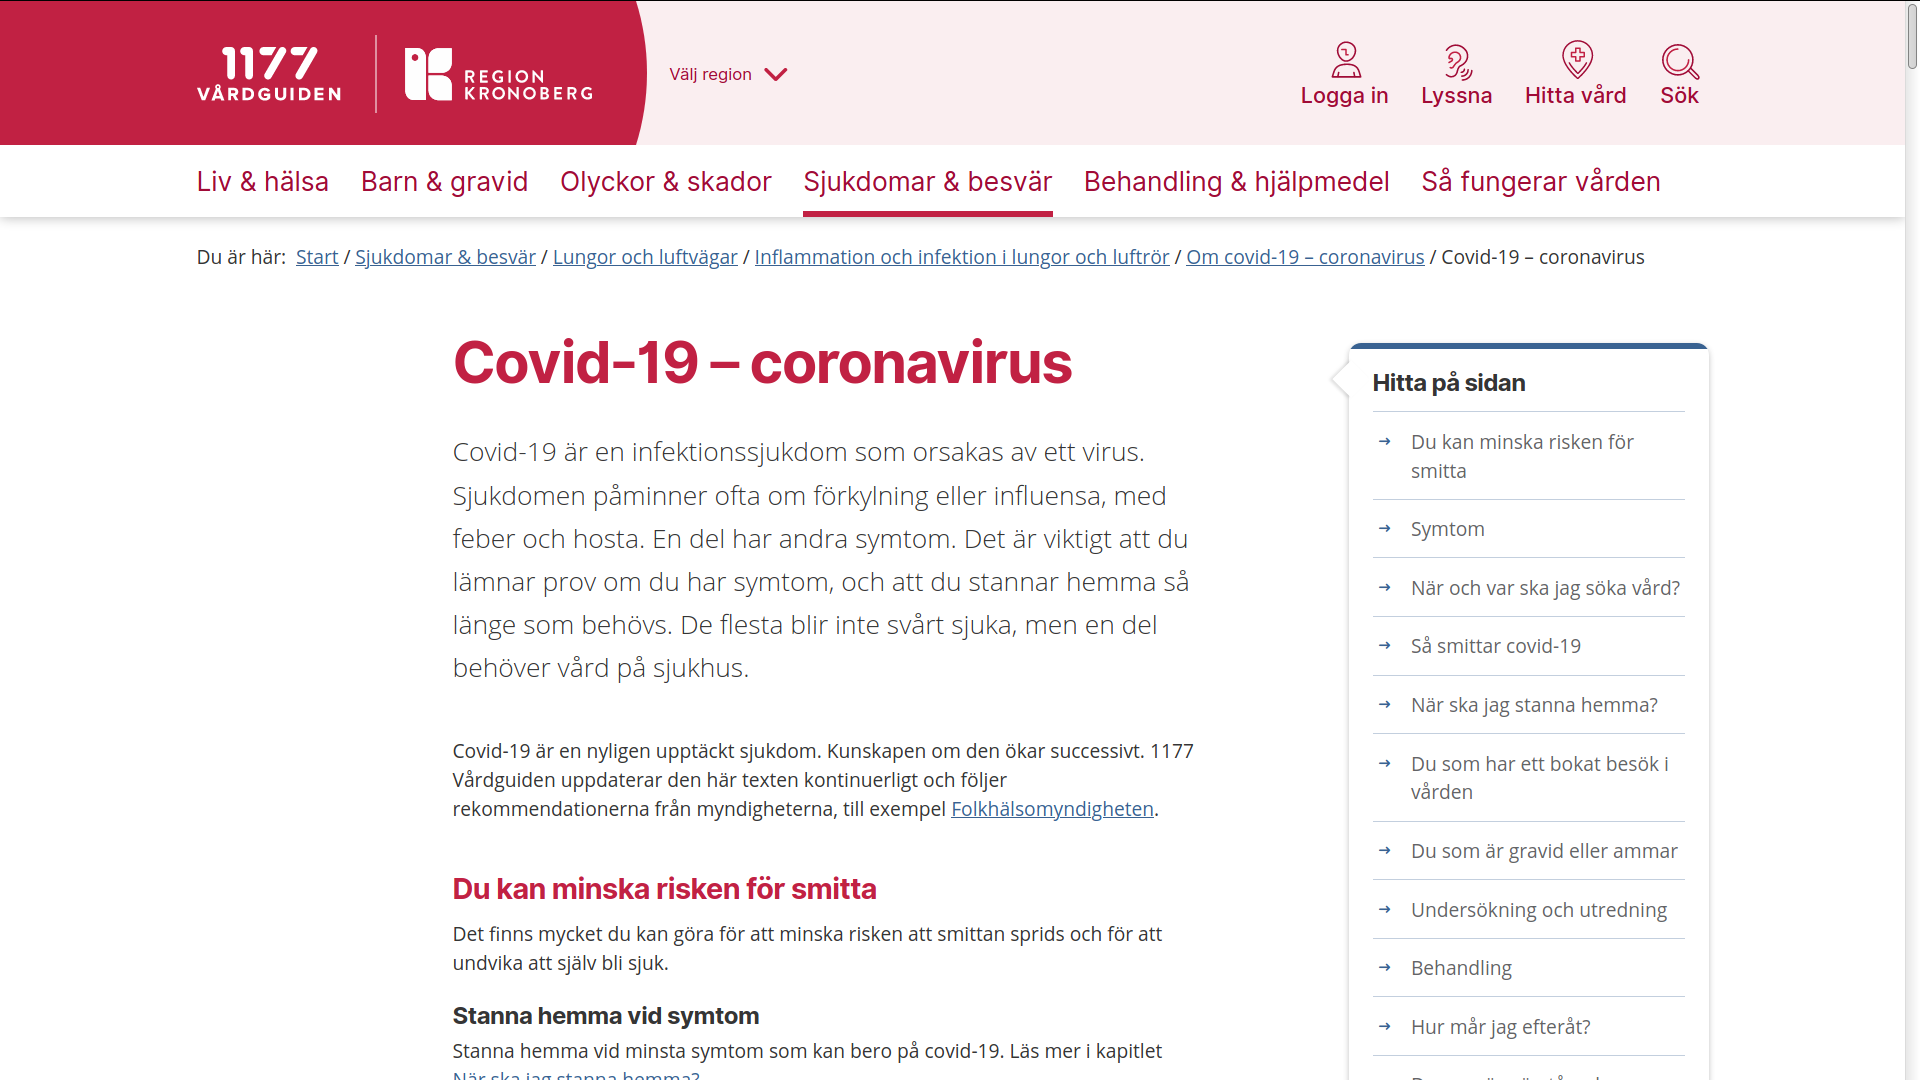 1177
VÅRDGUIDEN
REGION
KRONOBERG
Välj region
Logga in
Lyssna
Hitta vård
Sök
Liv & hälsa
Barn & gravid
Olyckor & skador
Sjukdomar & besvär
Behandling & hjälpmedel
Så fungerar vården
Du är här: Start / Sjukdomar & besvär / Lungor och luftvägar / Inflammation och infektion i lungor och luftrör / Om covid-19 – coronavirus / Covid-19 – coronavirus
Covid-19 – coronavirus
Covid-19 är en infektionssjukdom som orsakas av ett virus.
Sjukdomen påminner ofta om förkylning eller influensa, med
feber och hosta. En del har andra symtom. Det är viktigt att du
lämnar prov om du har symtom, och att du stannar hemma så
länge som behövs. De flesta blir inte svårt sjuka, men en del
behöver vård på sjukhus.
Covid-19 är en nyligen upptäckt sjukdom. Kunskapen om den ökar successivt. 1177
Vårdguiden uppdaterar den här texten kontinuerligt och följer
rekommendationerna från myndigheterna, till exempel Folkhälsomyndigheten.
Du kan minska risken för smitta
Det finns mycket du kan göra för att minska risken att smittan sprids och för att
undvika att själv bli sjuk.
Stanna hemma vid symtom
Stanna hemma vid minsta symtom som kan bero på covid-19. Läs mer i kapitlet
När ska jag stanna hemma?
Hitta på sidan
Du kan minska risken för
smitta
Symtom
När och var ska jag söka vård?
Så smittar covid-19
När ska jag stanna hemma?
Du som har ett bokat besök i
vården
Du som är gravid eller ammar
Undersökning och utredning
Behandling
Hur mår jag efteråt?